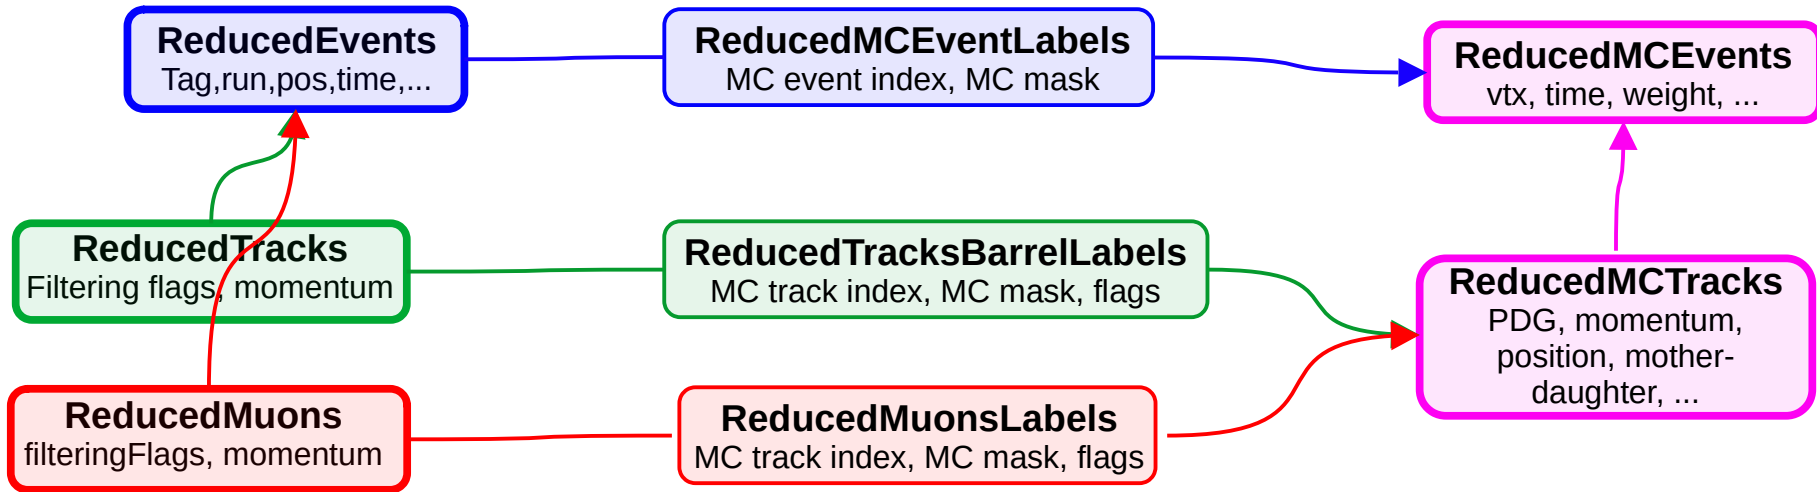 ReducedEvents
Tag,run,pos,time,...
ReducedMCEventLabels
MC event index, MC mask
ReducedMCEvents
vtx, time, weight, ...
ReducedTracks
Filtering flags, momentum
ReducedTracksBarrelLabels
MC track index, MC mask, flags
ReducedMCTracks
PDG, momentum,
position, mother-
daughter, ...
ReducedMuons
filteringFlags, momentum
ReducedMuonsLabels
MC track index, MC mask, flags